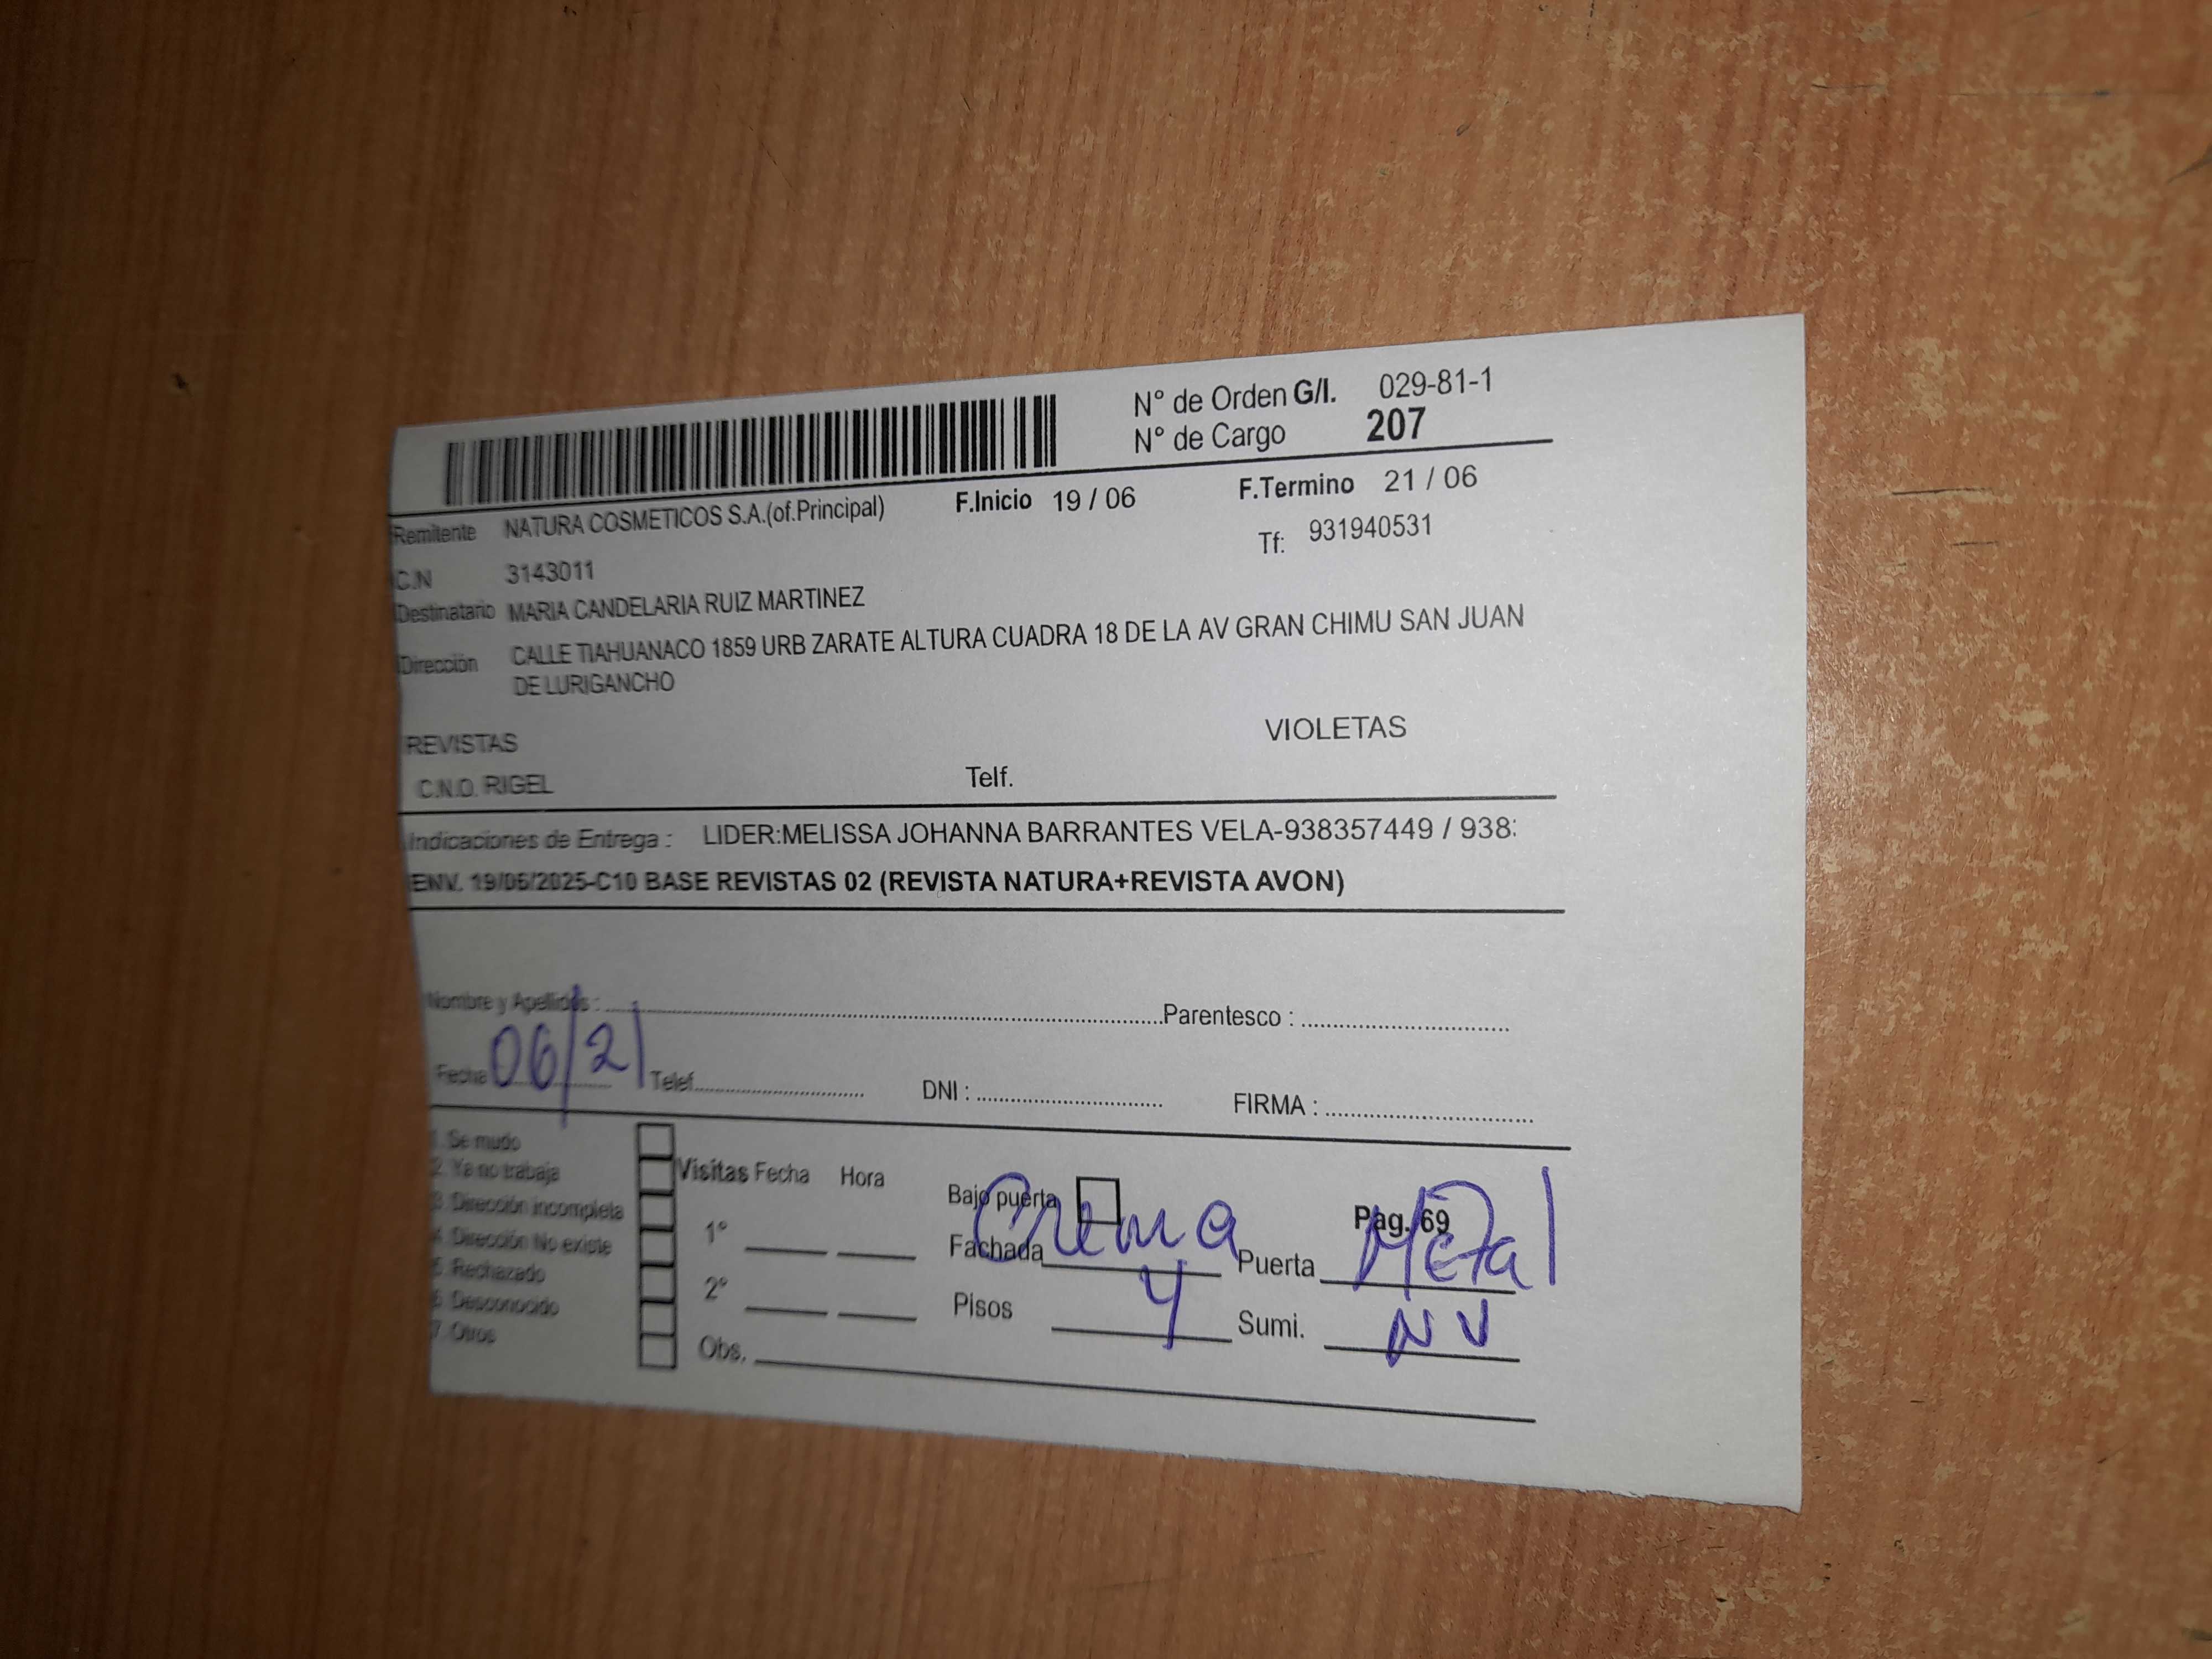 N° de Orden G/I. 029-81-1
N° de Cargo 207
Remitente NATURA COSMETICOS S.A.(of.Principal) F.Inicio 19 / 06 F.Termino 21 / 06
C.N 3143011 Tf: 931940531
Destinatario MARIA CANDELARIA RUIZ MARTINEZ
Dirección CALLE TIAHUANACO 1859 URB ZARATE ALTURA CUADRA 18 DE LA AV GRAN CHIMU SAN JUAN
DE LURIGANCHO
REVISTAS VIOLETAS
C.N.O. RIGEL Telf.
Indicaciones de Entrega : LIDER:MELISSA JOHANNA BARRANTES VELA-938357449 / 938
ENV. 19/06/2025-C10 BASE REVISTAS 02 (REVISTA NATURA+REVISTA AVON)
Nombre y Apellidos : Parentesco :
Fecha 06/21 Telef. DNI : FIRMA :
1. Se mudo
2. Ya no trabaja
3. Dirección incompleta
4. Dirección No existe
5. Rechazado
6. Desconocido
7. Otros
Visitas Fecha Hora
1°
2°
Obs.
Bajo puerta Pag. 69
Fachada Crema Puerta Metal
Pisos 4 Sumi. NV